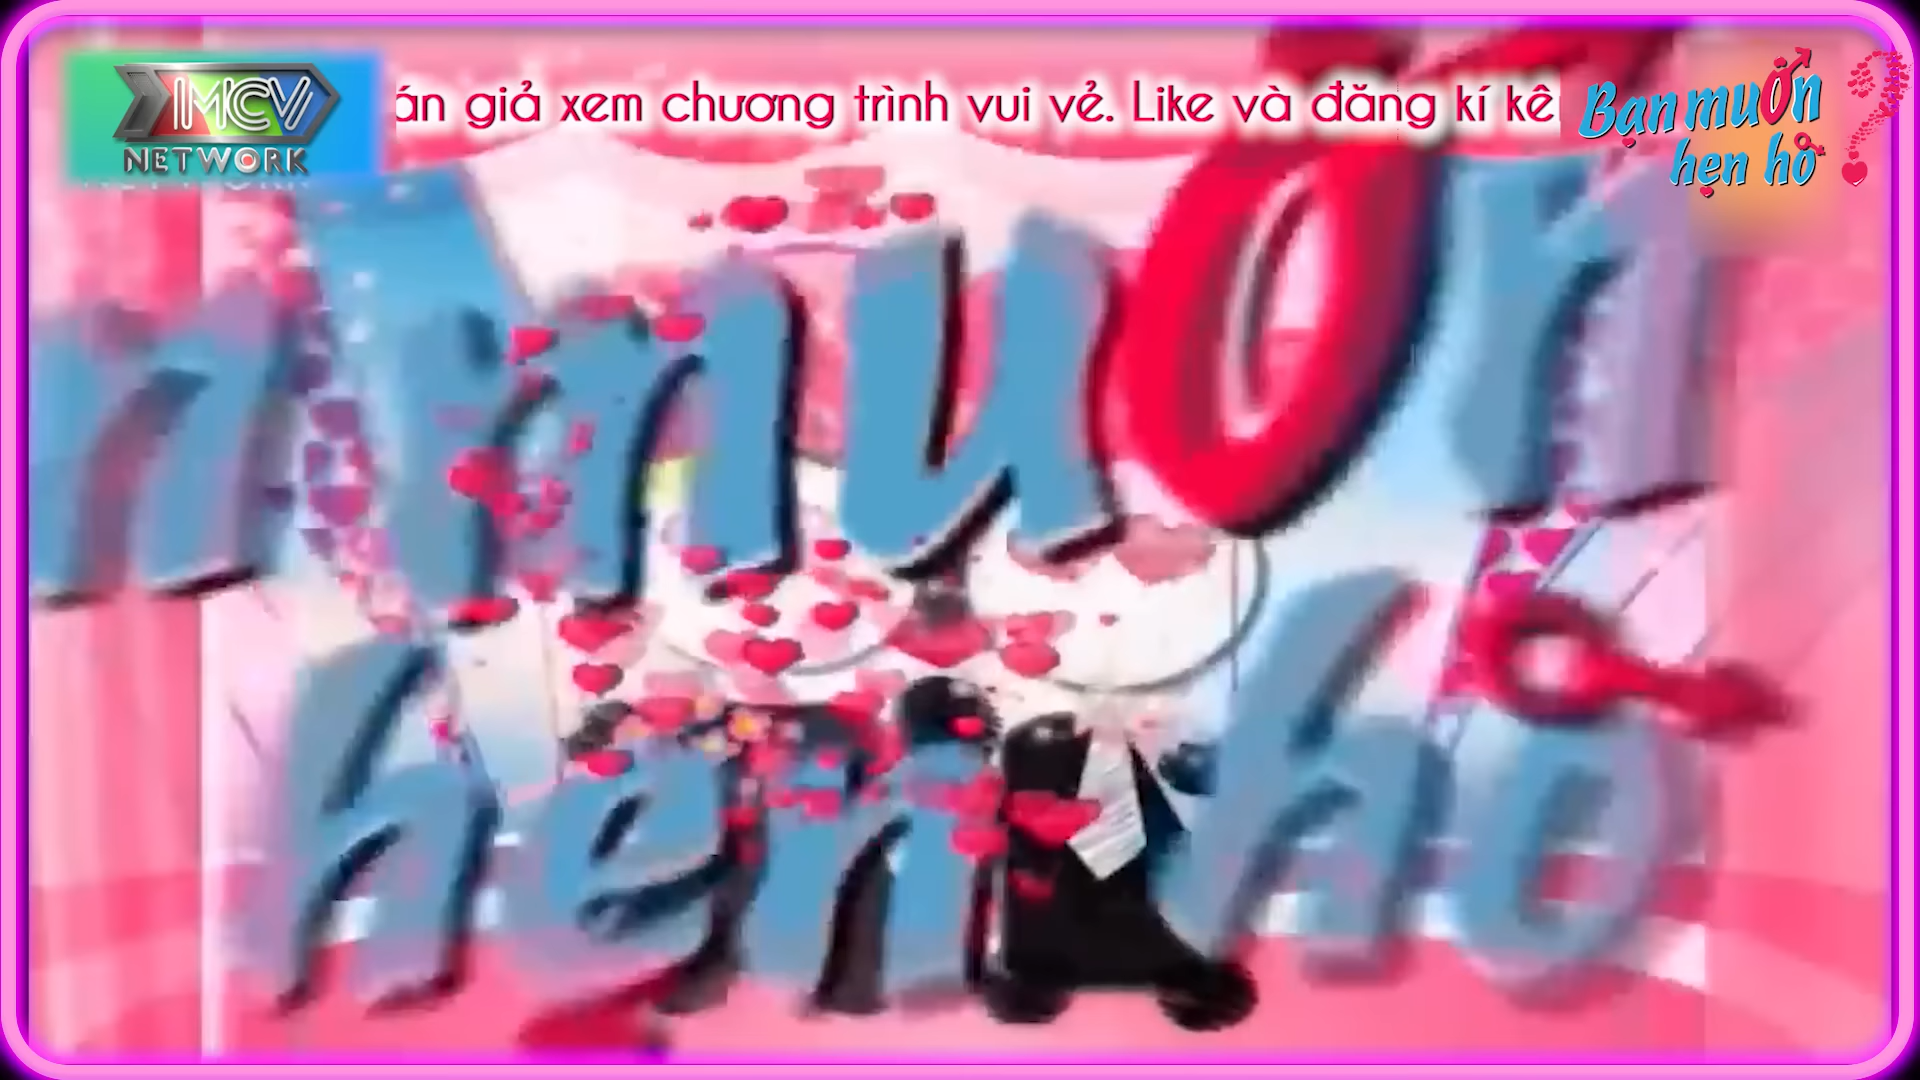 MCV
NETWORK
án giả xem chương trình vui vẻ. Like và đăng kí kê
Bạn muốn
hẹn hò ?
n muốn
hẹn hò